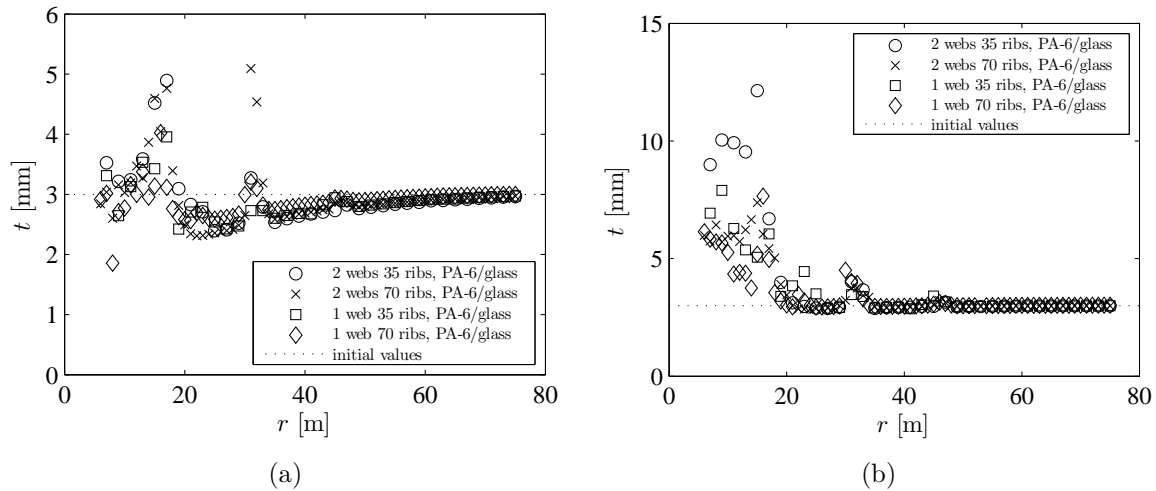 6
5
4
3
2
1
0
t [mm]
0
20
40
60
80
r [m]
2 webs 35 ribs, PA-6/glass
2 webs 70 ribs, PA-6/glass
1 web 35 ribs, PA-6/glass
1 web 70 ribs, PA-6/glass
initial values
(a)
15
10
5
0
t [mm]
0
20
40
60
80
r [m]
2 webs 35 ribs, PA-6/glass
2 webs 70 ribs, PA-6/glass
1 web 35 ribs, PA-6/glass
1 web 70 ribs, PA-6/glass
initial values
(b)